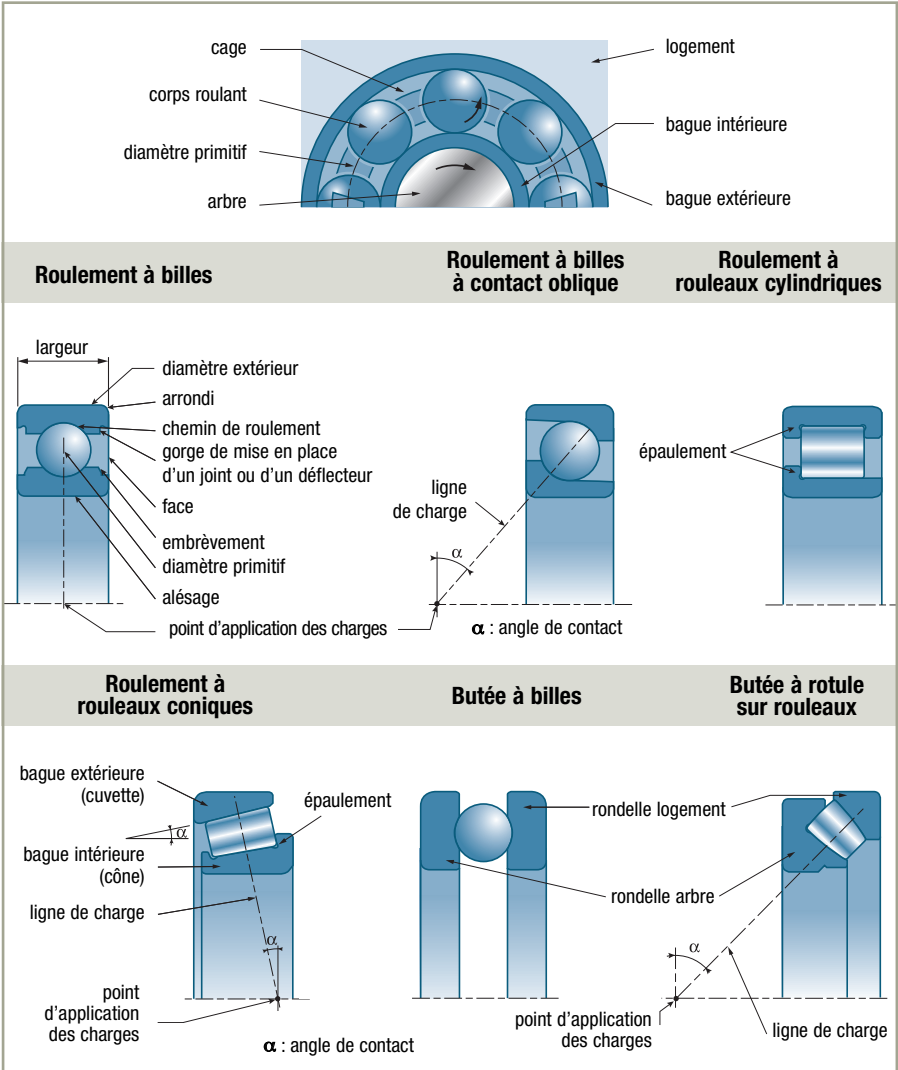 cage
corps roulant
diamètre primitif
arbre
logement
bague intérieure
bague extérieure
Roulement à billes
Roulement à billes
à contact oblique
Roulement à
rouleaux cylindriques
largeur
diamètre extérieur
arrondi
chemin de roulement
gorge de mise en place
d'un joint ou d'un déflecteur
face
embrèvement
diamètre primitif
alésage
point d'application des charges
ligne
de charge
α
α : angle de contact
épaulement
Roulement à
rouleaux coniques
Butée à billes
Butée à rotule
sur rouleaux
bague extérieure
(cuvette)
épaulement
α
bague intérieure
(cône)
ligne de charge
α
point
d'application
des charges
α : angle de contact
rondelle logement
rondelle arbre
α
point d'application
des charges
ligne de charge